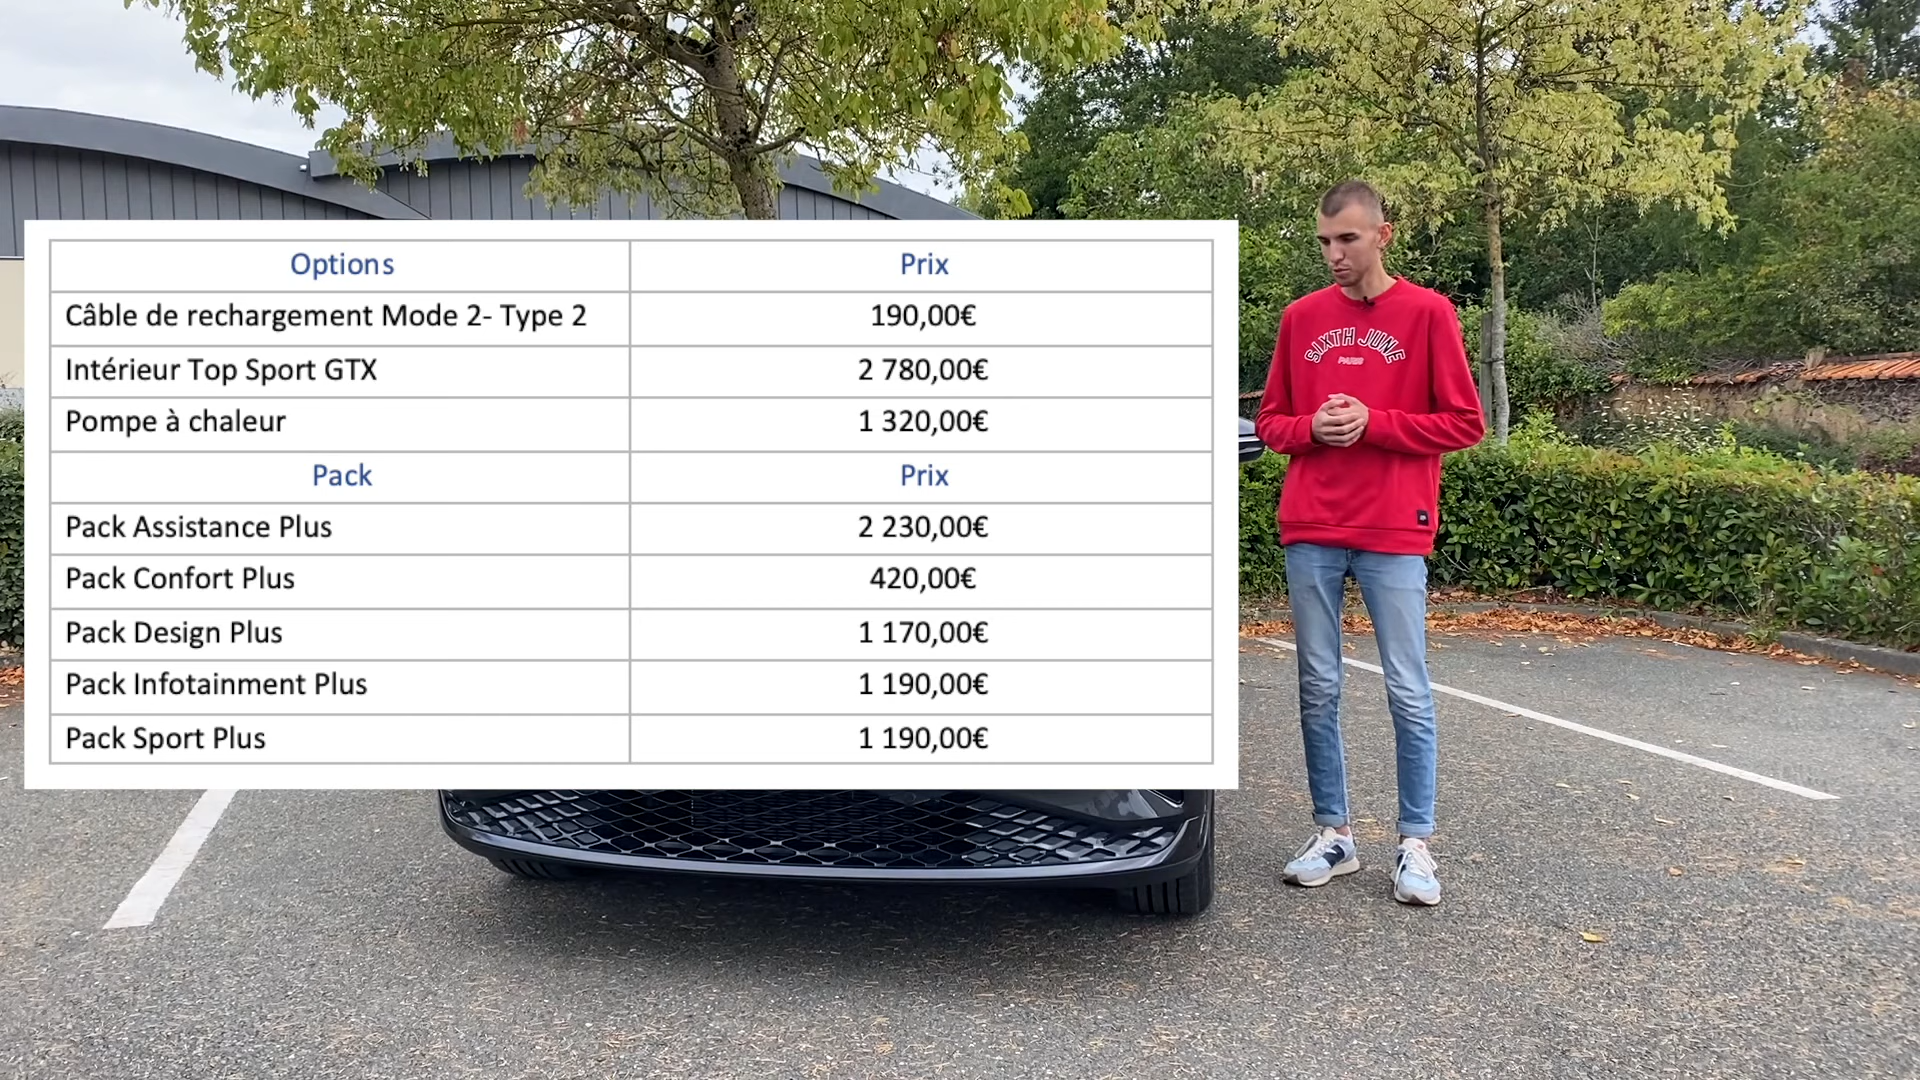 Options Prix
Câble de rechargement Mode 2- Type 2 190,00€
Intérieur Top Sport GTX 2 780,00€
Pompe à chaleur 1 320,00€
Pack Prix
Pack Assistance Plus 2 230,00€
Pack Confort Plus 420,00€
Pack Design Plus 1 170,00€
Pack Infotainment Plus 1 190,00€
Pack Sport Plus 1 190,00€
SIXTH JUNE
PARIS